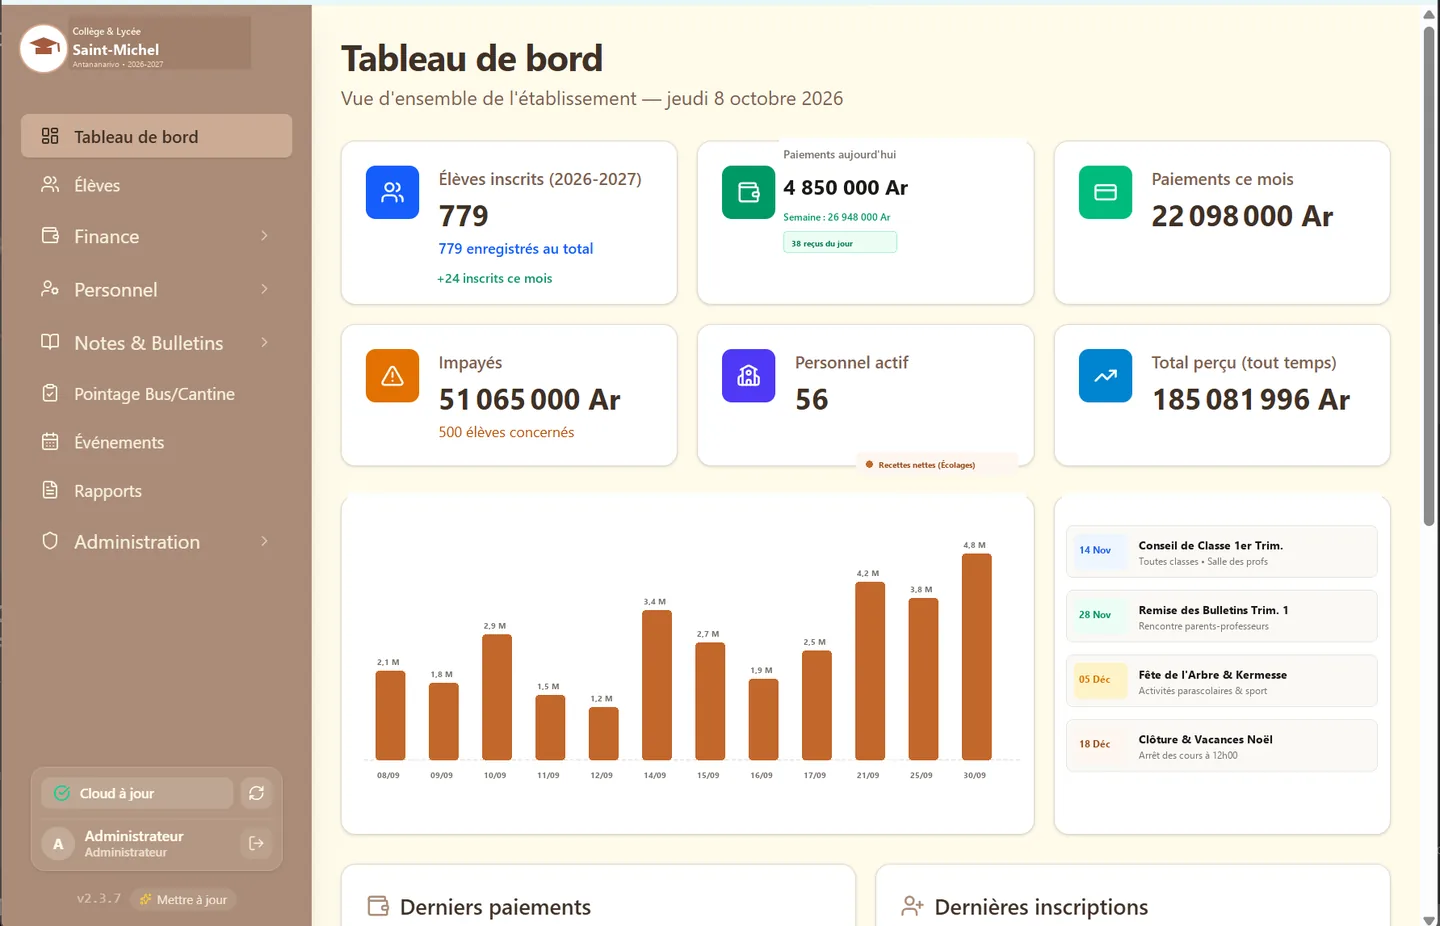 Collège & Lycée
Saint-Michel
Antananarivo • 2026-2027
Tableau de bord
Élèves
Finance
Personnel
Notes & Bulletins
Pointage Bus/Cantine
Événements
Rapports
Administration
Cloud à jour
A
Administrateur
Administrateur
v2.3.7
Mettre à jour
Tableau de bord
Vue d'ensemble de l'établissement — jeudi 8 octobre 2026
Élèves inscrits (2026-2027)
779
779 enregistrés au total
+24 inscrits ce mois
Paiements aujourd'hui
4 850 000 Ar
Semaine : 26 948 000 Ar
38 reçus du jour
Paiements ce mois
22 098 000 Ar
Impayés
51 065 000 Ar
500 élèves concernés
Personnel actif
56
Total perçu (tout temps)
185 081 996 Ar
Recettes nettes (Écolages)
2,1 M
1,8 M
2,9 M
1,5 M
1,2 M
3,4 M
2,7 M
1,9 M
2,5 M
4,2 M
3,8 M
4,8 M
08/09
09/09
10/09
11/09
12/09
14/09
15/09
16/09
17/09
21/09
25/09
30/09
14 Nov
Conseil de Classe 1er Trim.
Toutes classes • Salle des profs
28 Nov
Remise des Bulletins Trim. 1
Rencontre parents-professeurs
05 Déc
Fête de l'Arbre & Kermesse
Activités parascolaires & sport
18 Déc
Clôture & Vacances Noël
Arrêt des cours à 12h00
Derniers paiements
Dernières inscriptions